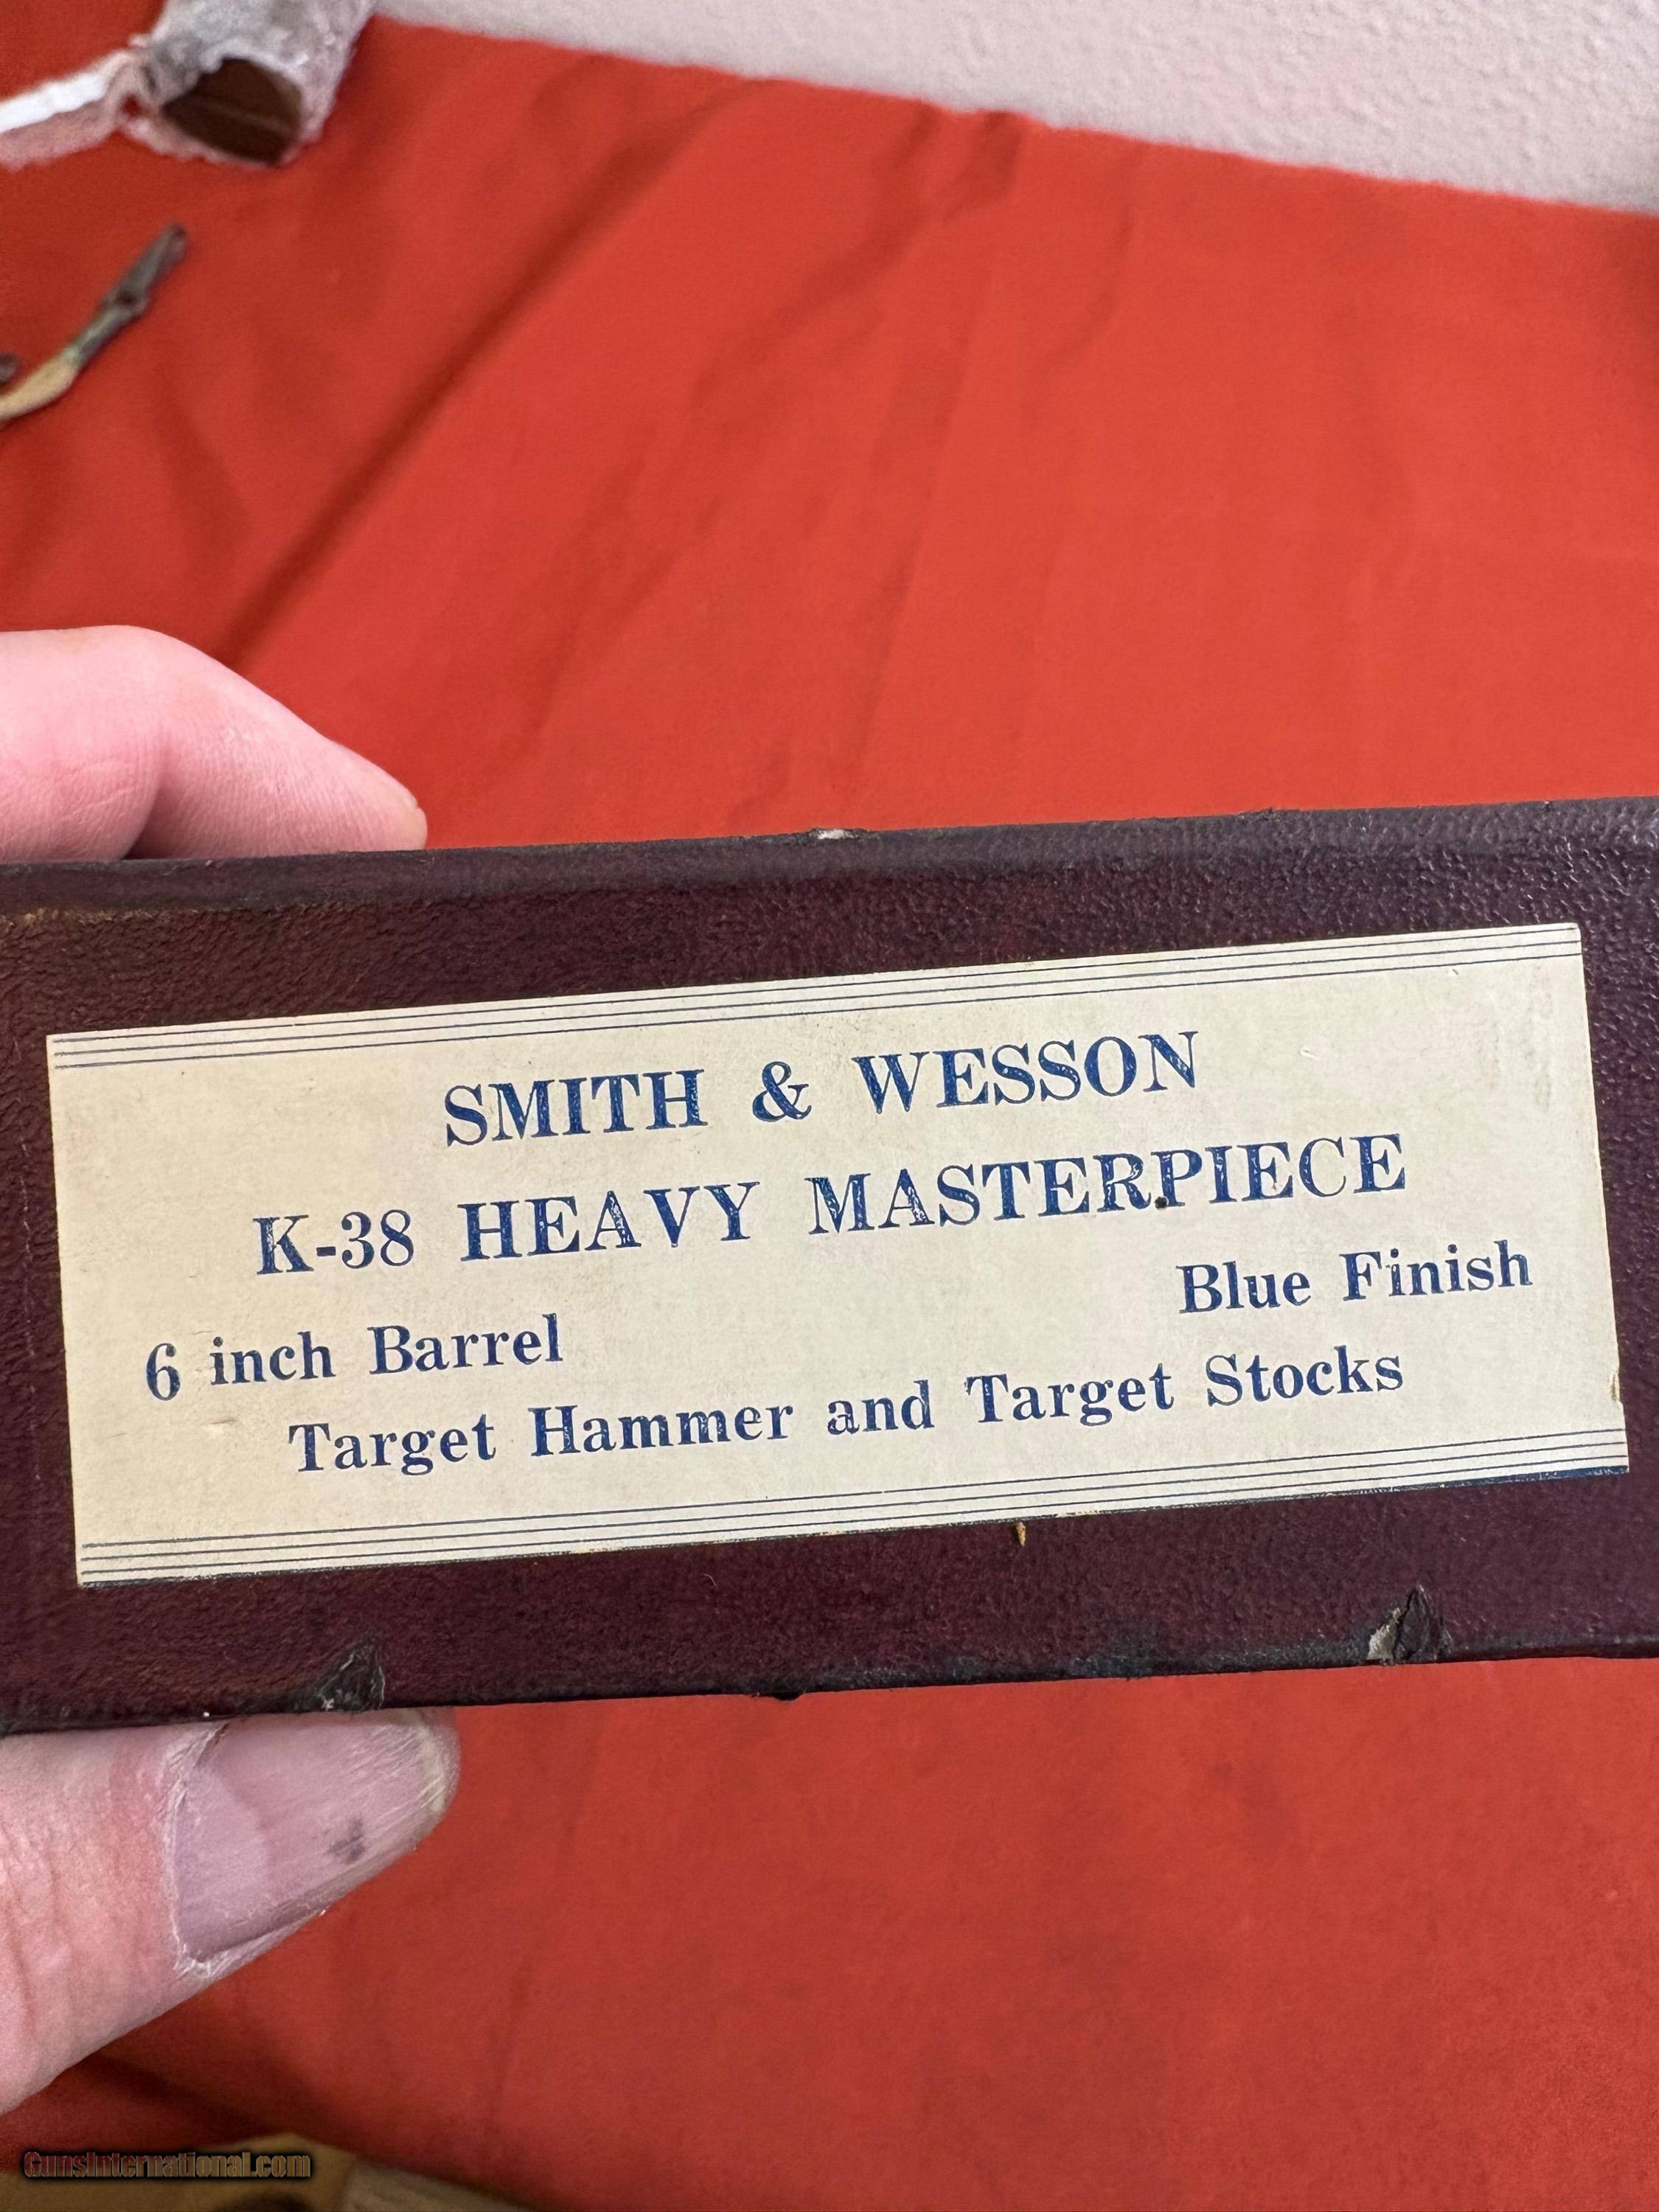 SMITH & WESSON
K-38 HEAVY MASTERPIECE
6 inch Barrel Blue Finish
Target Hammer and Target Stocks
GunsInternational.com